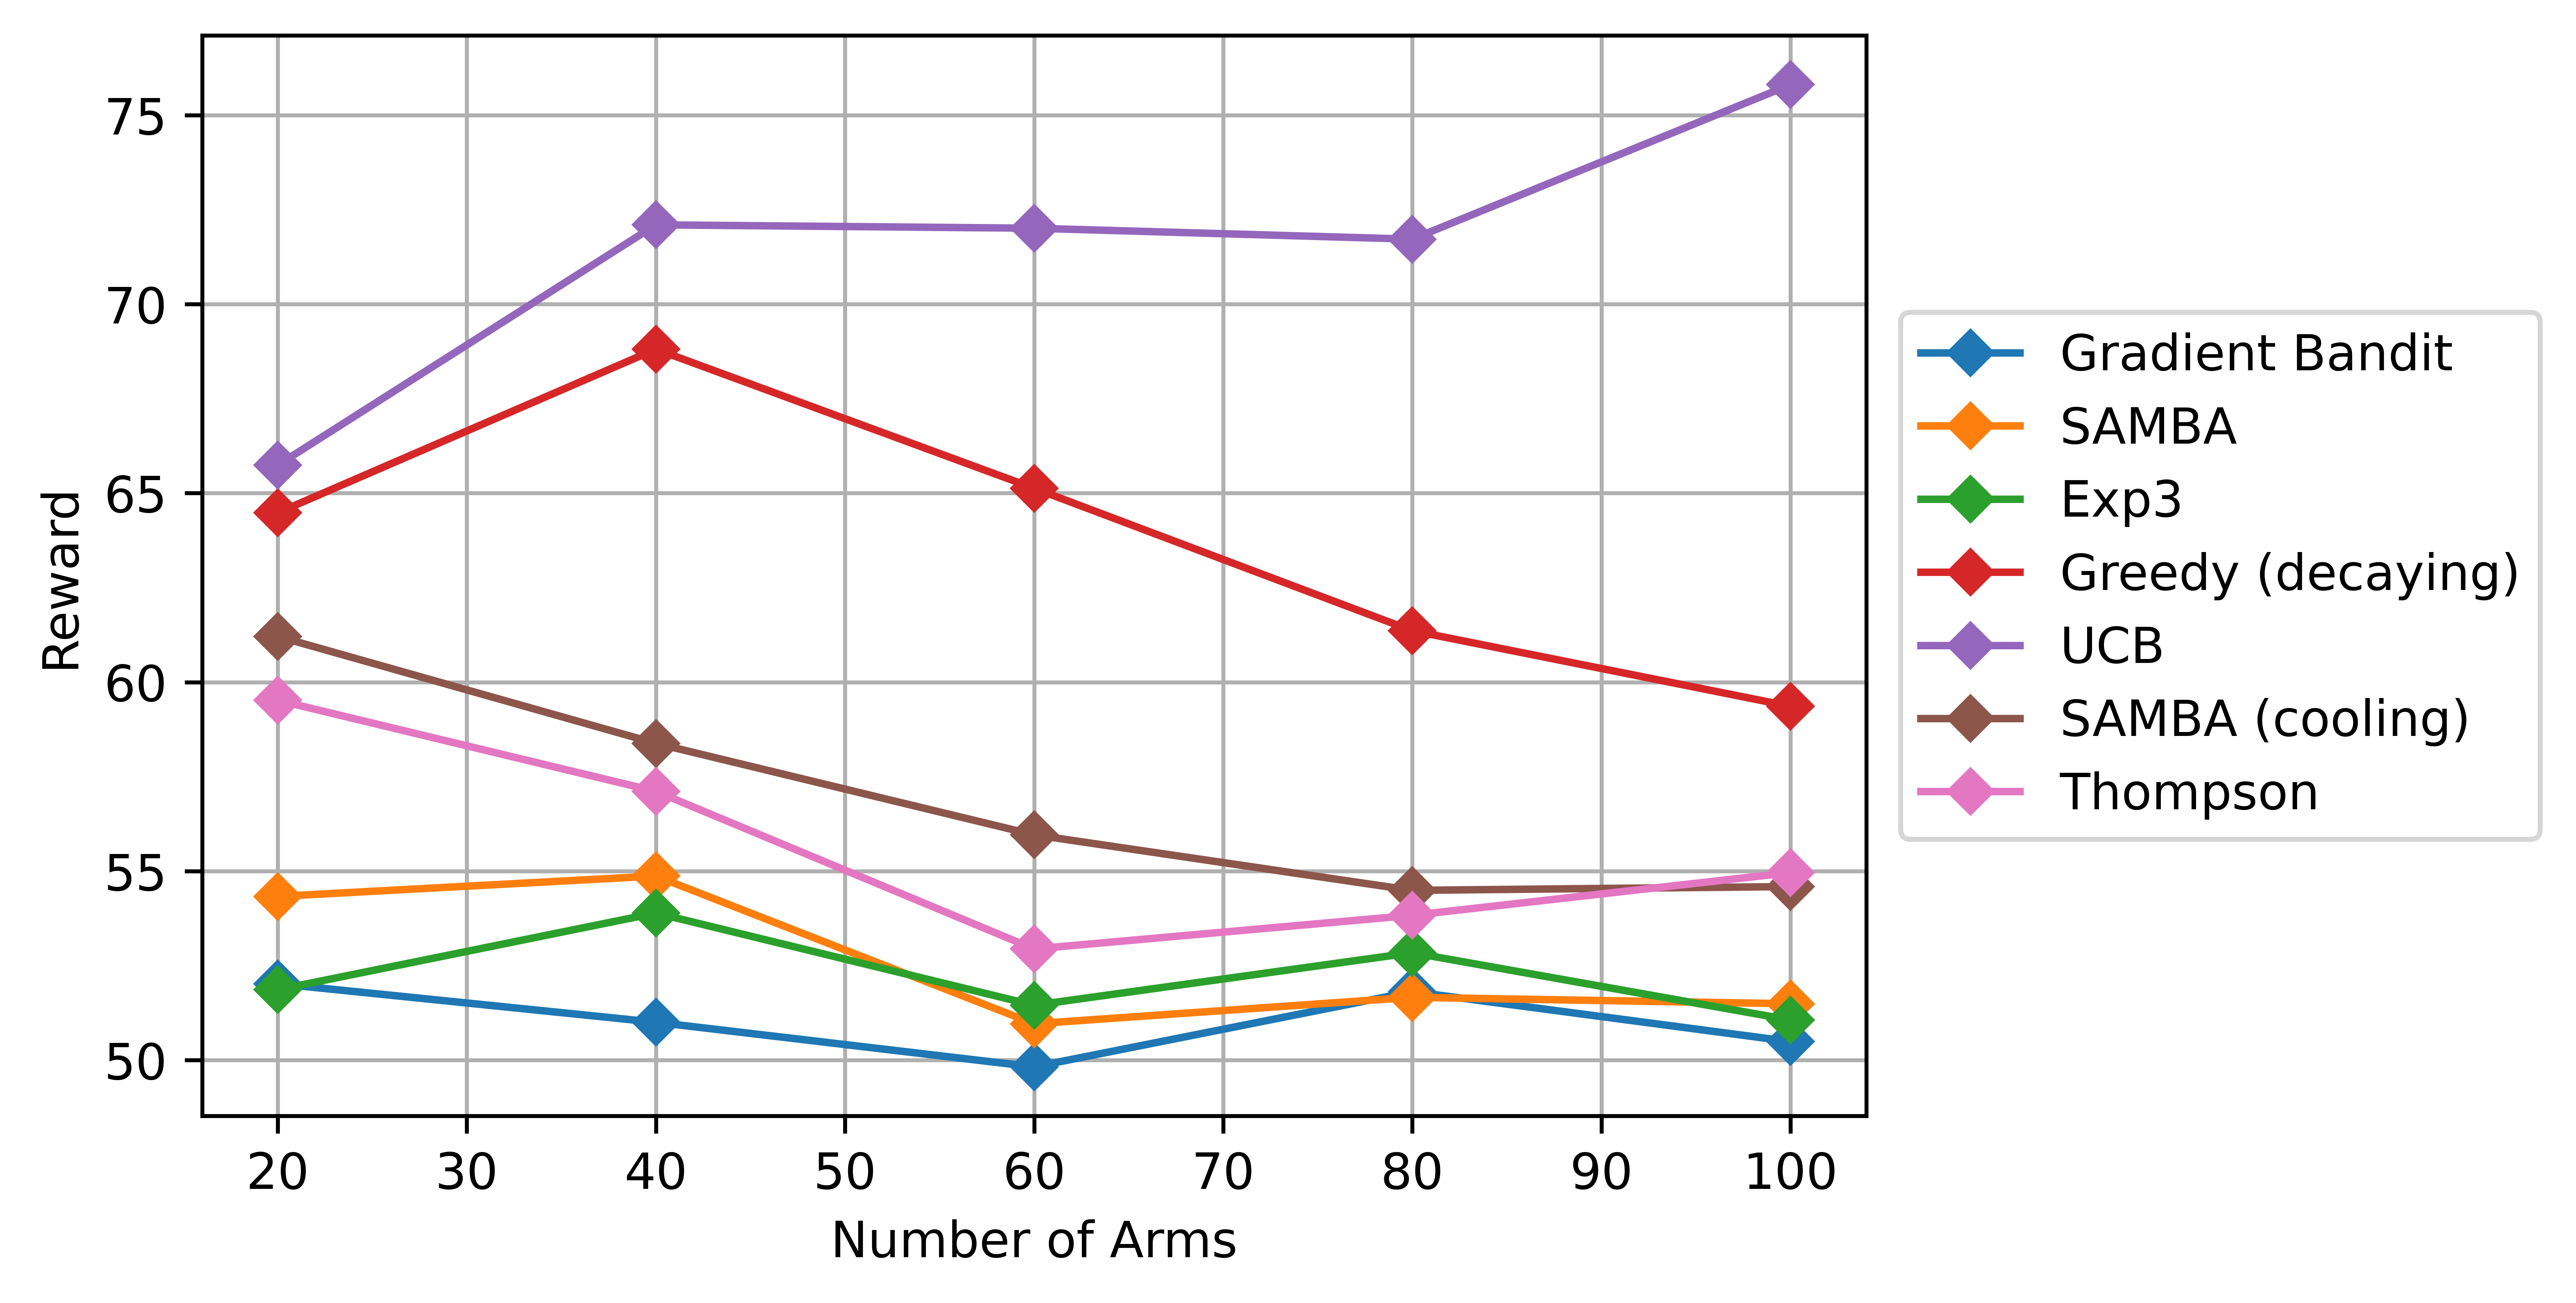 75
70
65
60
55
50
Reward
20 30 40 50 60 70 80 90 100
Number of Arms
Gradient Bandit
SAMBA
Exp3
Greedy (decaying)
UCB
SAMBA (cooling)
Thompson